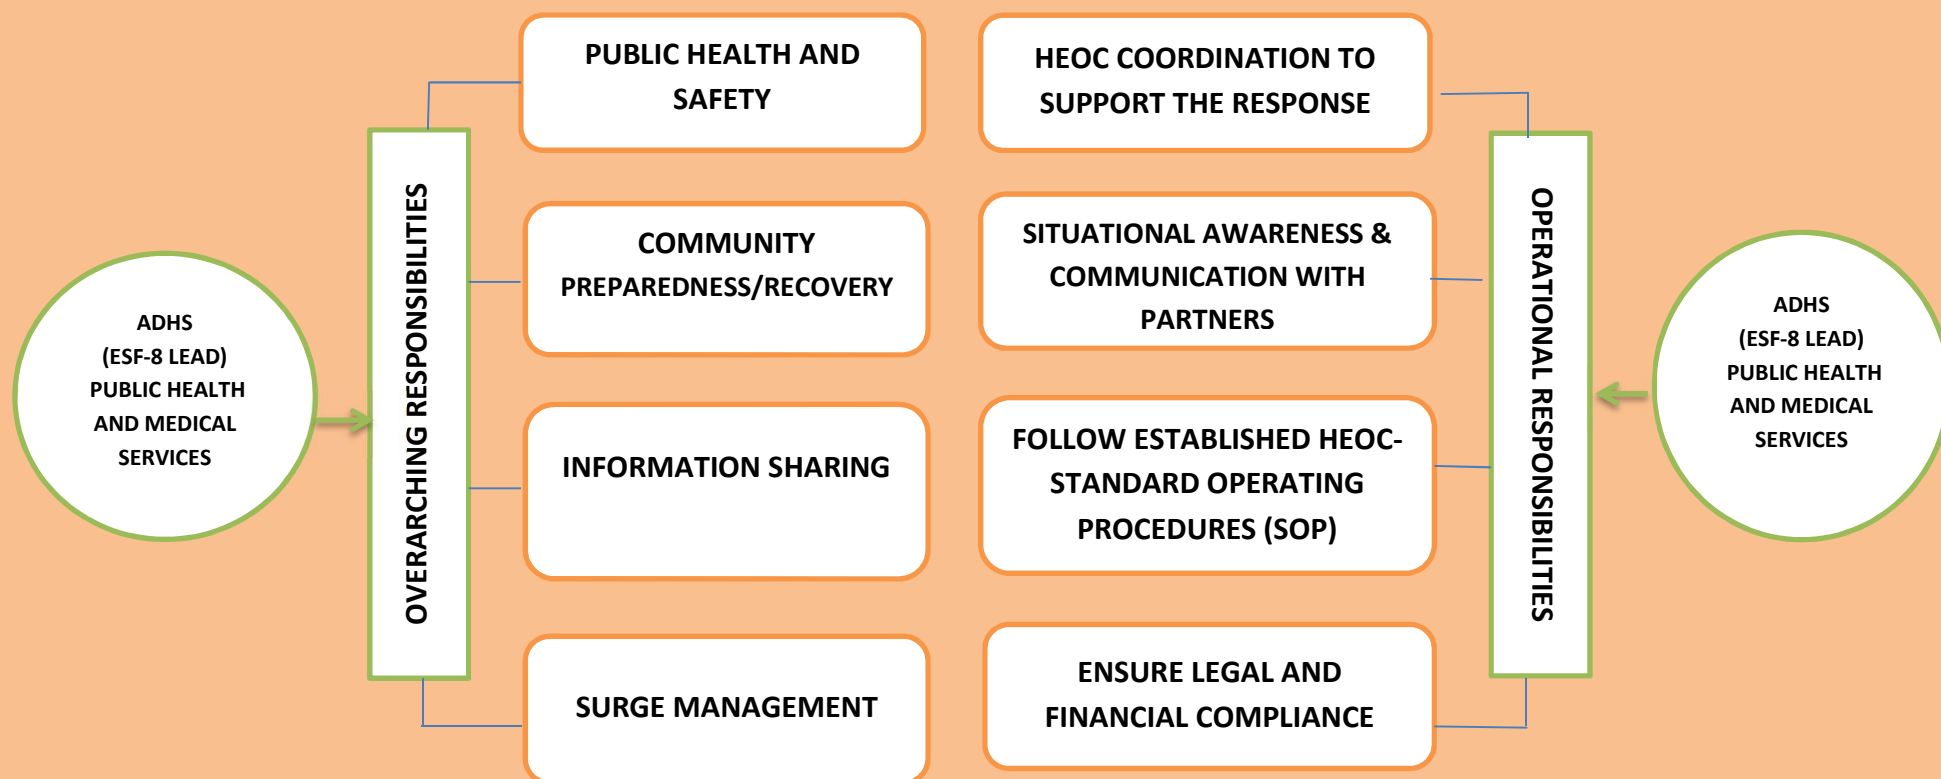 ADHS
(ESF-8 LEAD)
PUBLIC HEALTH
AND MEDICAL
SERVICES
OVERARCHING RESPONSIBILITIES
PUBLIC HEALTH AND
SAFETY
COMMUNITY
PREPAREDNESS/RECOVERY
INFORMATION SHARING
SURGE MANAGEMENT
HEOC COORDINATION TO
SUPPORT THE RESPONSE
SITUATIONAL AWARENESS &
COMMUNICATION WITH
PARTNERS
FOLLOW ESTABLISHED HEOC-
STANDARD OPERATING
PROCEDURES (SOP)
ENSURE LEGAL AND
FINANCIAL COMPLIANCE
OPERATIONAL RESPONSIBILITIES
ADHS
(ESF-8 LEAD)
PUBLIC HEALTH
AND MEDICAL
SERVICES